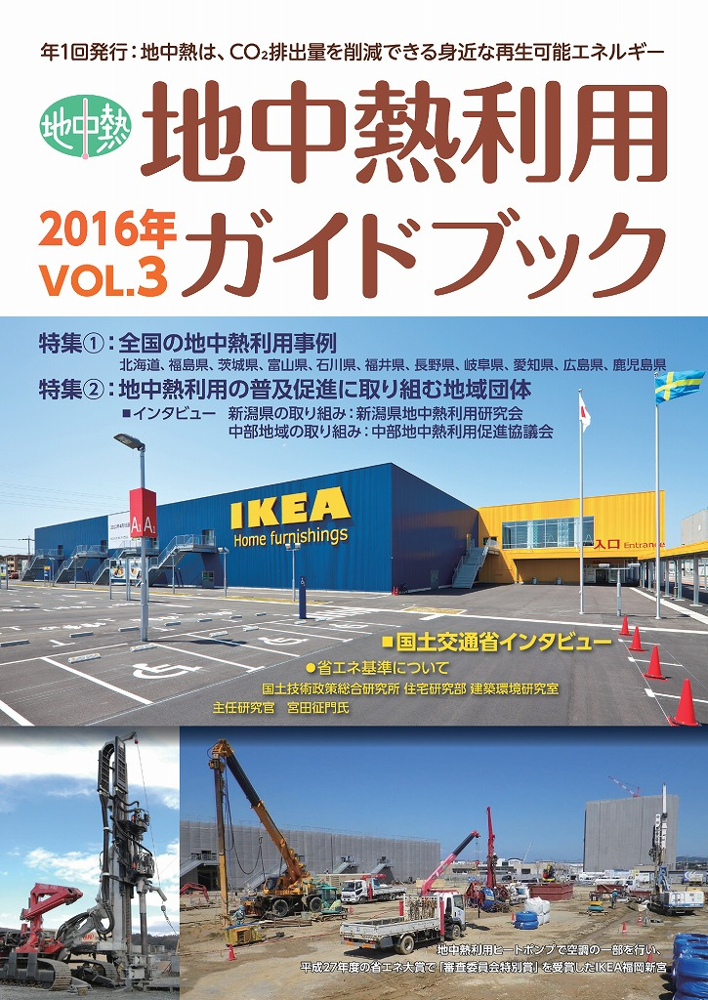 年1回発行：地中熱は、CO₂排出量を削減できる身近な再生可能エネルギー
地中熱
地中熱利用
2016年
VOL.3
ガイドブック
特集①：全国の地中熱利用事例
北海道、福島県、茨城県、富山県、石川県、福井県、長野県、岐阜県、愛知県、広島県、鹿児島県
特集②：地中熱利用の普及促進に取り組む地域団体
■インタビュー 新潟県の取り組み：新潟県地中熱利用研究会
中部地域の取り組み：中部地中熱利用促進協議会
IKEA
Home furnishings
A1 A1
入口 Entrance
■国土交通省インタビュー
●省エネ基準について
国土技術政策総合研究所 住宅研究部 建築環境研究室
主任研究官 宮田征門氏
地中熱利用ヒートポンプで空調の一部を行い、
平成27年度の省エネ大賞で「審査委員会特別賞」を受賞したIKEA福岡新宮